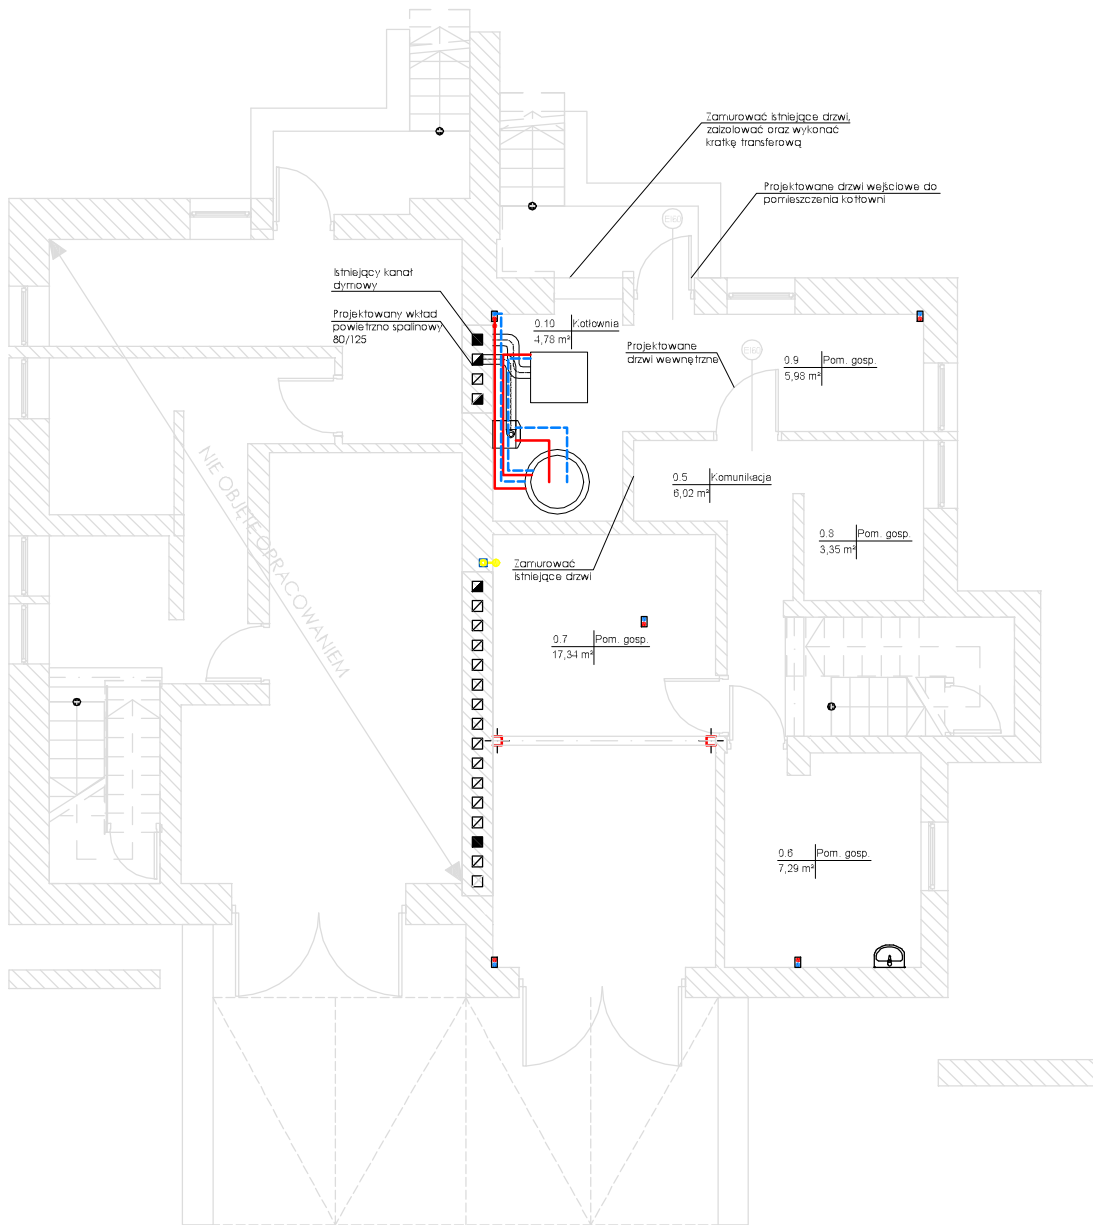 Zamurować istniejące drzwi,
zaizolować oraz wykonać
kratkę transferową
Projektowane drzwi wejściowe do
pomieszczenia kotłowni
EI60
Istniejący kanał
dymowy
Projektowany wkład
powietrzno spalinowy
80/125
0.10 Kotłownia
4,78 m²
Projektowane
drzwi wewnętrzne
EI60
0.9 Pom. gosp.
5,98 m²
NIE OBJĘTE OPRACOWANIEM
0.5 Komunikacja
6,02 m²
0.8 Pom. gosp.
3,35 m²
Zamurować
istniejące drzwi
0.7 Pom. gosp.
17,34 m²
0.6 Pom. gosp.
7,29 m²